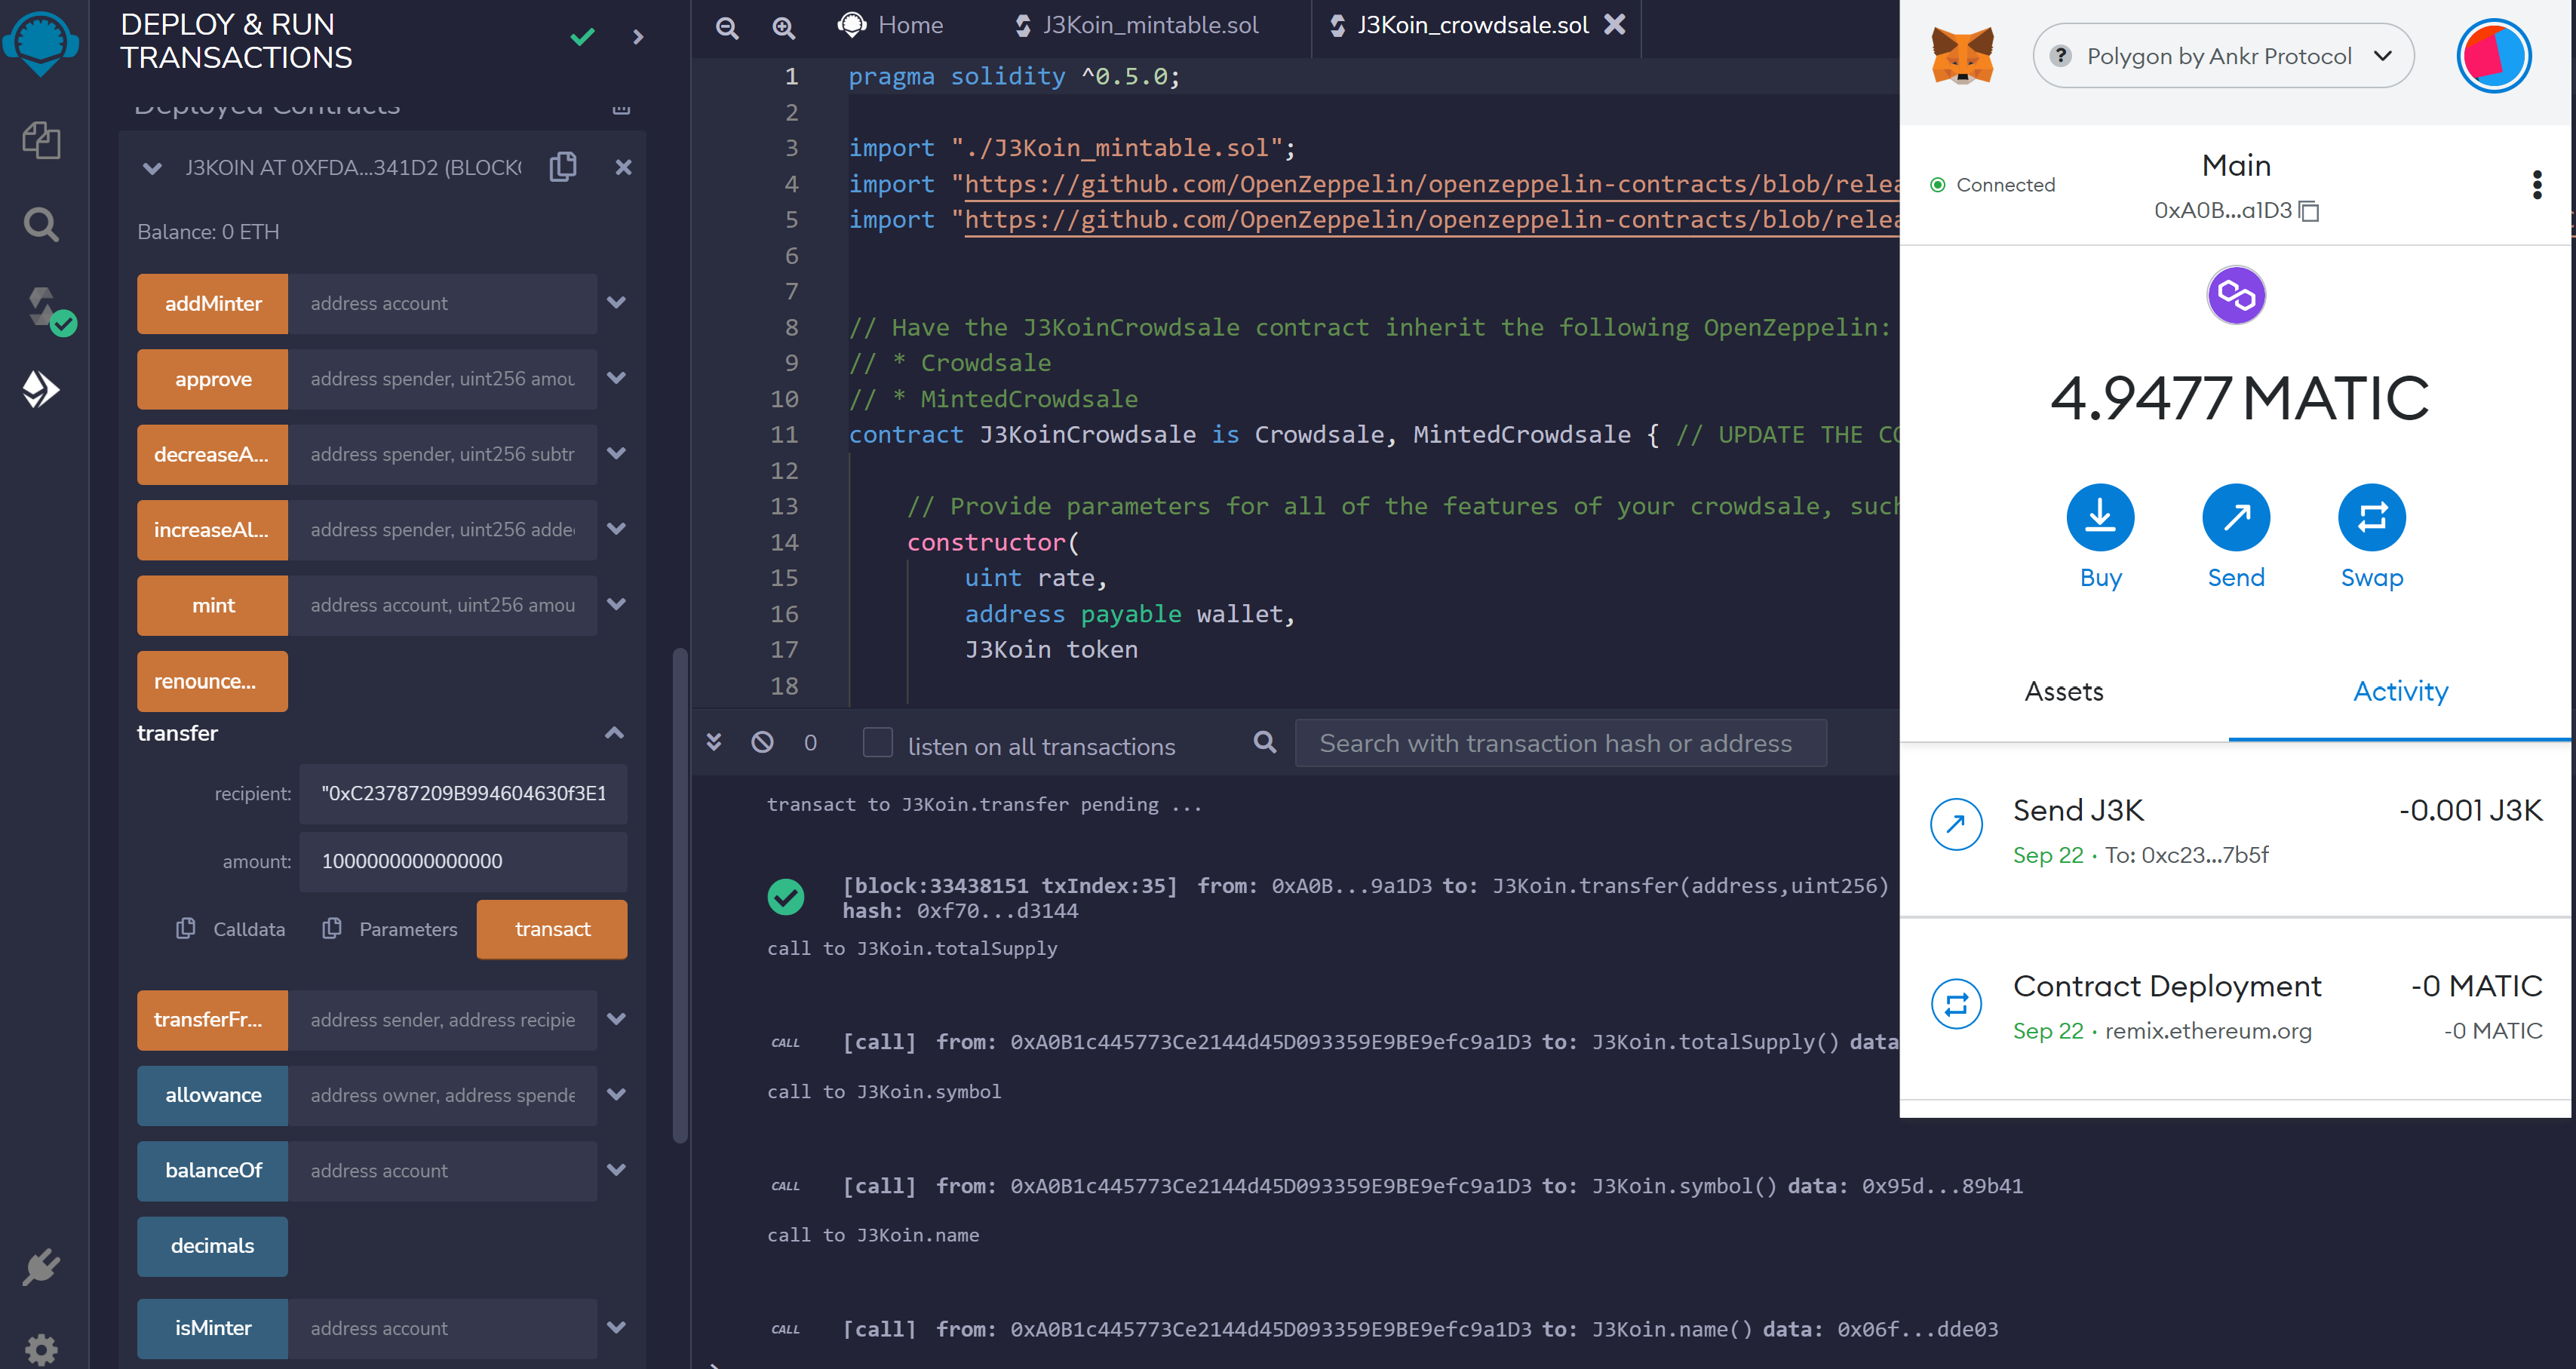 DEPLOY & RUN
TRANSACTIONS
Deployed Contracts
J3KOIN AT 0XFDA...341D2 (BLOCKC
Balance: 0 ETH
addMinter address account
approve address spender, uint256 amou
decreaseA... address spender, uint256 subtr
increaseAl... address spender, uint256 adde
mint address account, uint256 amou
renounce...
transfer
recipient: "0xC23787209B994604630f3E1
amount: 1000000000000000
Calldata Parameters transact
transferFr... address sender, address recipie
allowance address owner, address spende
balanceOf address account
decimals
isMinter address account
Home J3Koin_mintable.sol J3Koin_crowdsale.sol
1 pragma solidity ^0.5.0;
2
3 import "./J3Koin_mintable.sol";
4 import "https://github.com/OpenZeppelin/openzeppelin-contracts/blob/relea
5 import "https://github.com/OpenZeppelin/openzeppelin-contracts/blob/relea
6
7
8 // Have the J3KoinCrowdsale contract inherit the following OpenZeppelin:
9 // * Crowdsale
10 // * MintedCrowdsale
11 contract J3KoinCrowdsale is Crowdsale, MintedCrowdsale { // UPDATE THE CO
12
13 // Provide parameters for all of the features of your crowdsale, such
14 constructor(
15 uint rate,
16 address payable wallet,
17 J3Koin token
18
0 listen on all transactions Search with transaction hash or address
transact to J3Koin.transfer pending ...
[block:33438151 txIndex:35] from: 0xA0B...9a1D3 to: J3Koin.transfer(address,uint256)
hash: 0xf70...d3144
call to J3Koin.totalSupply
CALL [call] from: 0xA0B1c445773Ce2144d45D093359E9BE9efc9a1D3 to: J3Koin.totalSupply() data
call to J3Koin.symbol
CALL [call] from: 0xA0B1c445773Ce2144d45D093359E9BE9efc9a1D3 to: J3Koin.symbol() data: 0x95d...89b41
call to J3Koin.name
CALL [call] from: 0xA0B1c445773Ce2144d45D093359E9BE9efc9a1D3 to: J3Koin.name() data: 0x06f...dde03
Polygon by Ankr Protocol
Connected
Main
0xA0B...a1D3
4.9477 MATIC
Buy Send Swap
Assets Activity
Send J3K -0.001 J3K
Sep 22 · To: 0xc23...7b5f
Contract Deployment -0 MATIC
Sep 22 · remix.ethereum.org -0 MATIC